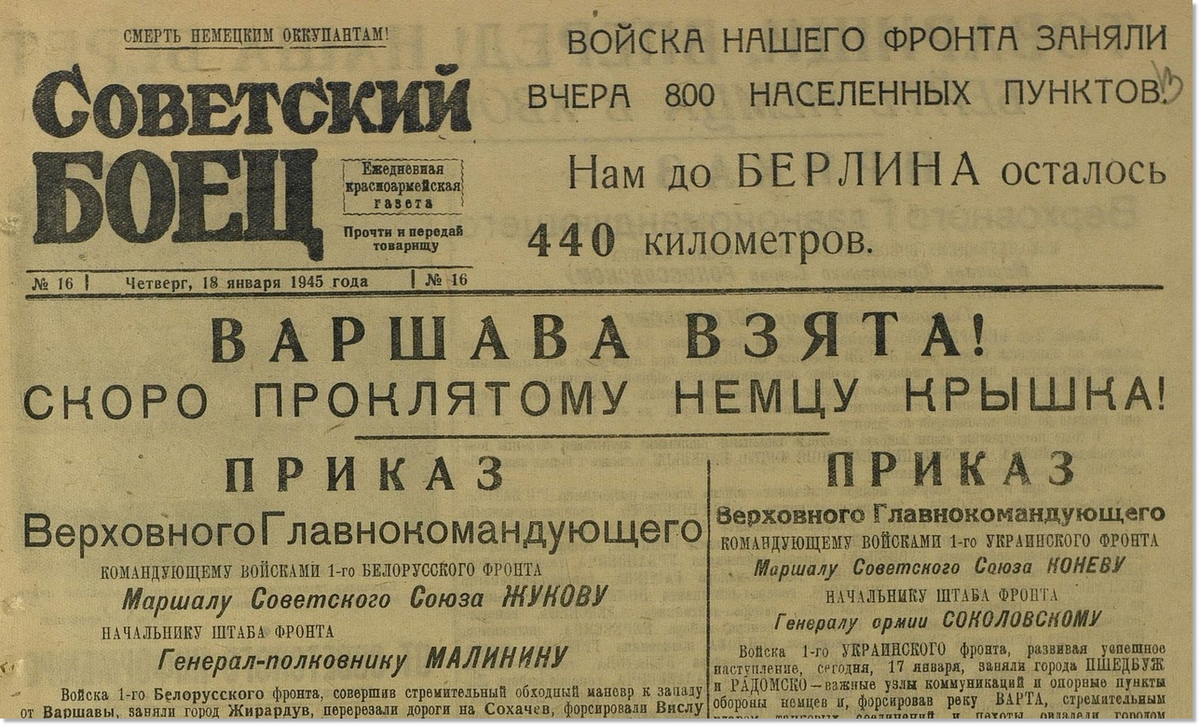 СМЕРТЬ НЕМЕЦКИМ ОККУПАНТАМ!
СОВЕТСКИЙ
БОЕЦ
Ежедневная
красноармейская
газета
Прочти и передай
товарищу
№ 16 Четверг, 18 января 1945 года № 16
ВОЙСКА НАШЕГО ФРОНТА ЗАНЯЛИ
ВЧЕРА 800 НАСЕЛЕННЫХ ПУНКТОВ.
Нам до БЕРЛИНА осталось
440 километров.
ВАРШАВА ВЗЯТА!
СКОРО ПРОКЛЯТОМУ НЕМЦУ КРЫШКА!
ПРИКАЗ
Верховного Главнокомандующего
КОМАНДУЮЩЕМУ ВОЙСКАМИ 1-го БЕЛОРУССКОГО ФРОНТА
Маршалу Советского Союза ЖУКОВУ
НАЧАЛЬНИКУ ШТАБА ФРОНТА
Генерал-полковнику МАЛИНИНУ
Войска 1-го Белорусского фронта, совершив стремительный обходный маневр к западу
от Варшавы, заняли город Жирардув, перерезали дороги на Сохачев, форсировали Вислу
ПРИКАЗ
Верховного Главнокомандующего
КОМАНДУЮЩЕМУ ВОЙСКАМИ 1-го УКРАИНСКОГО ФРОНТА
Маршалу Советского Союза КОНЕВУ
НАЧАЛЬНИКУ ШТАБА ФРОНТА
Генералу армии СОКОЛОВСКОМУ
Войска 1-го УКРАИНСКОГО фронта, развивая успешное
наступление, сегодня, 17 января, заняли города ПШЕДБУЖ
и РАДОМСКО — важные узлы коммуникаций и опорные пункты
обороны немцев и, форсировав реку ВАРТА, стремительным